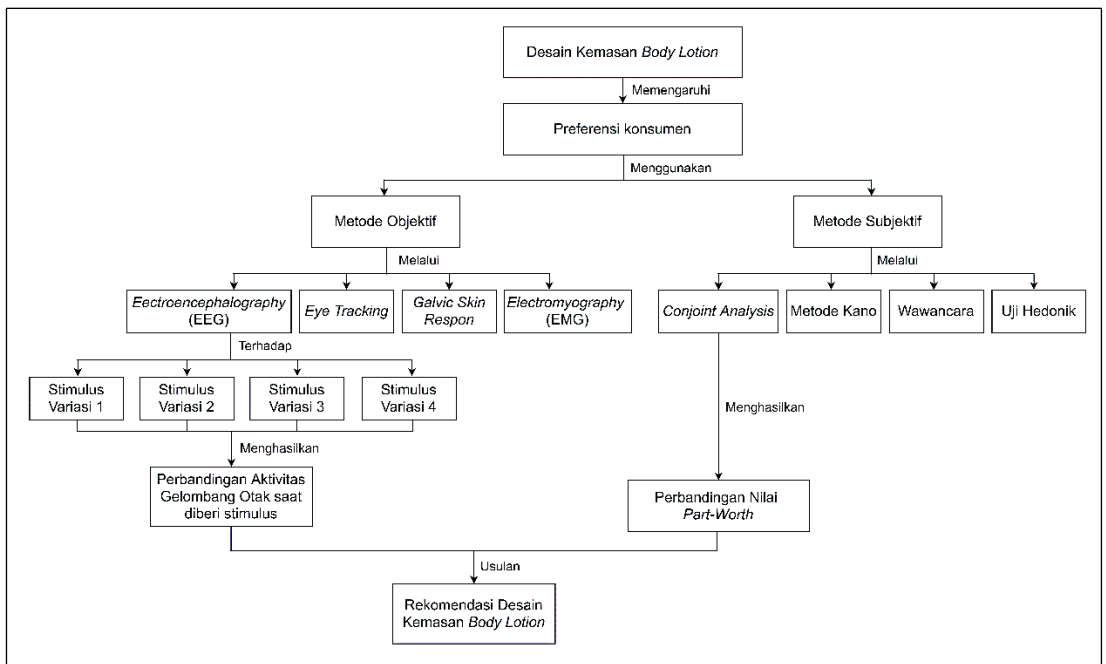 Desain Kemasan Body Lotion
Memengaruhi
Preferensi konsumen
Menggunakan
Metode Objektif
Metode Subjektif
Melalui
Melalui
Eectroencephalography
(EEG)
Eye Tracking
Galvic Skin
Respon
Electromyography
(EMG)
Conjoint Analysis
Metode Kano
Wawancara
Uji Hedonik
Terhadap
Stimulus
Variasi 1
Stimulus
Variasi 2
Stimulus
Variasi 3
Stimulus
Variasi 4
Menghasilkan
Menghasilkan
Perbandingan Aktivitas
Gelombang Otak saat
diberi stimulus
Perbandingan Nilai
Part-Worth
Usulan
Rekomendasi Desain
Kemasan Body Lotion